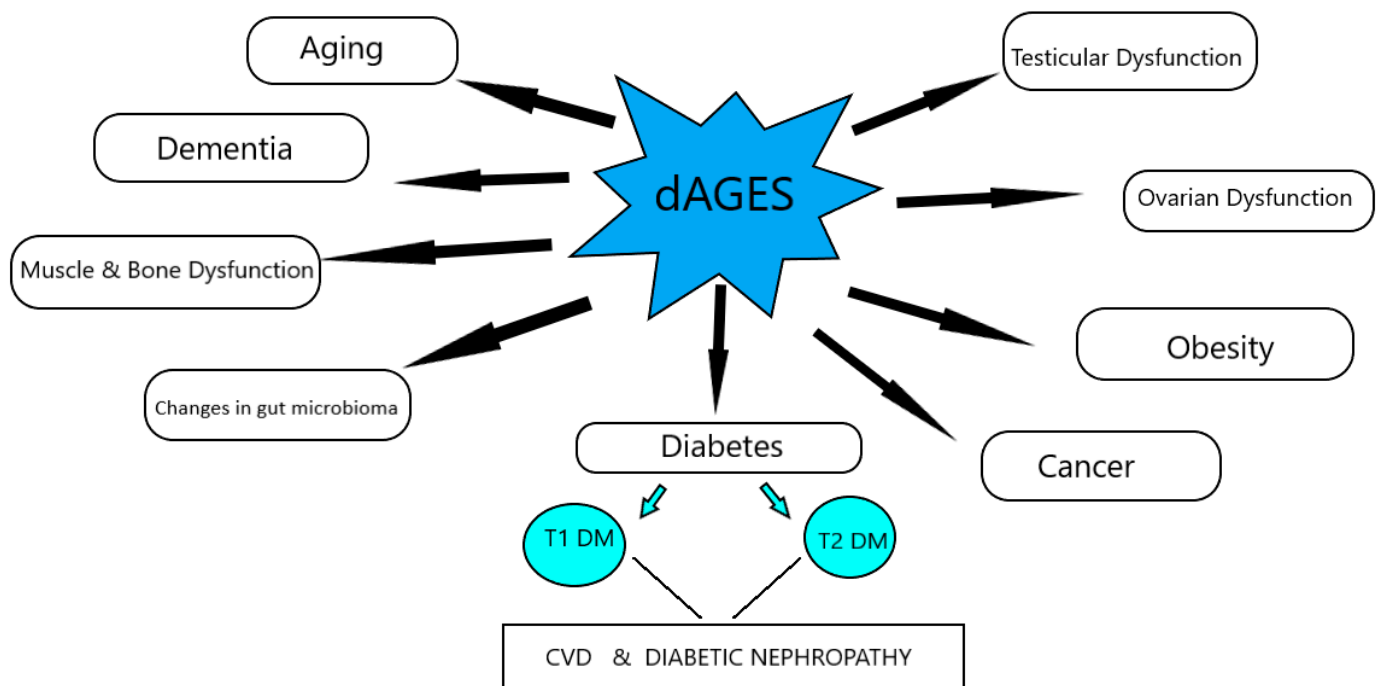 Aging
Testicular Dysfunction
Dementia
dAGES
Ovarian Dysfunction
Muscle & Bone Dysfunction
Obesity
Changes in gut microbioma
Diabetes
Cancer
T1 DM
T2 DM
CVD & DIABETIC NEPHROPATHY